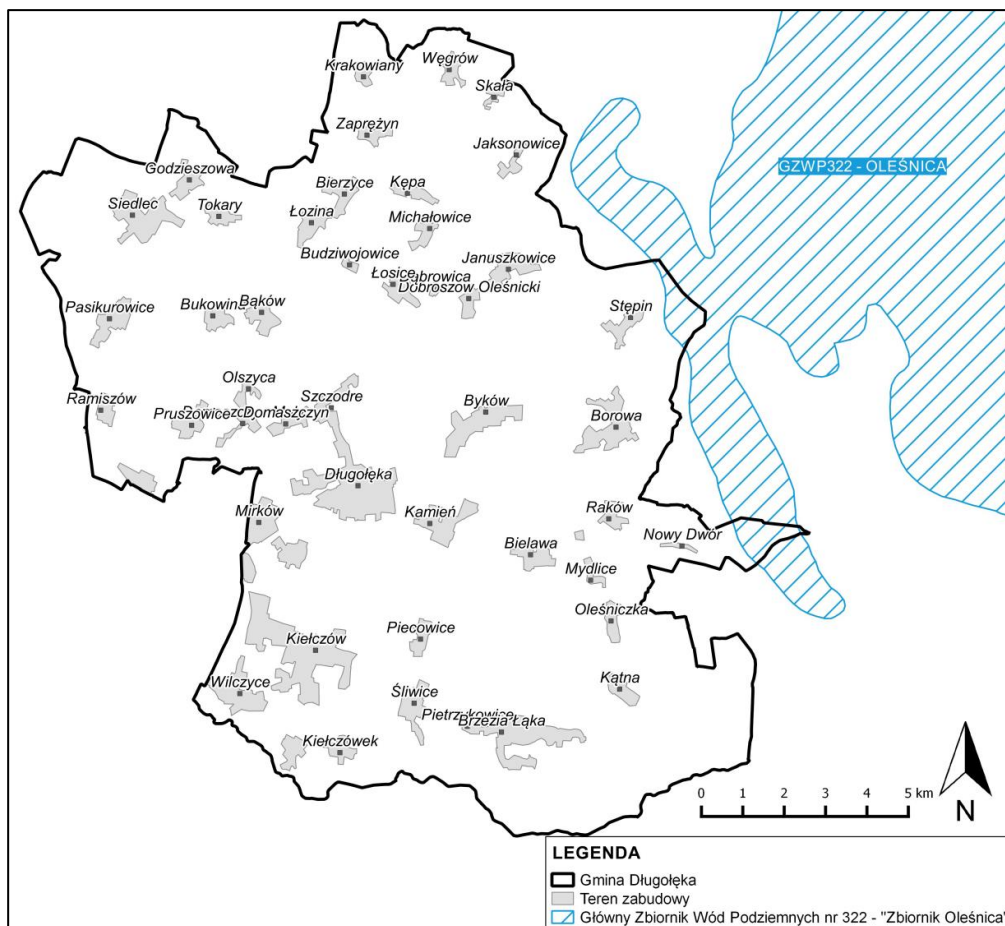 Krakowiany
Węgrów
Skała
Zaprężyn
Jaksonowice
GZWP322 - OLEŚNICA
Godzieszowa
Bierzyce
Kępa
Siedlec
Tokary
Łozina
Michałowice
Budziwojowice
Januszkowice
Łosice
Dąbrowica
Dobroszów Oleśnicki
Pasikurowice
Bukowina
Bąków
Stępin
Olszyca
Ramiszów
Szczodre
Byków
Pruszowice
Domaszczyn
Borowa
Długołęka
Mirków
Kamień
Raków
Nowy Dwór
Bielawa
Mydlice
Oleśniczka
Kiełczów
Piecowice
Wilczyce
Śliwice
Kątna
Pietrzykowice
Brzezia Łąka
Kiełczówek
0 1 2 3 4 5 km
N
LEGENDA
Gmina Długołęka
Teren zabudowy
Główny Zbiornik Wód Podziemnych nr 322 - "Zbiornik Oleśnica"